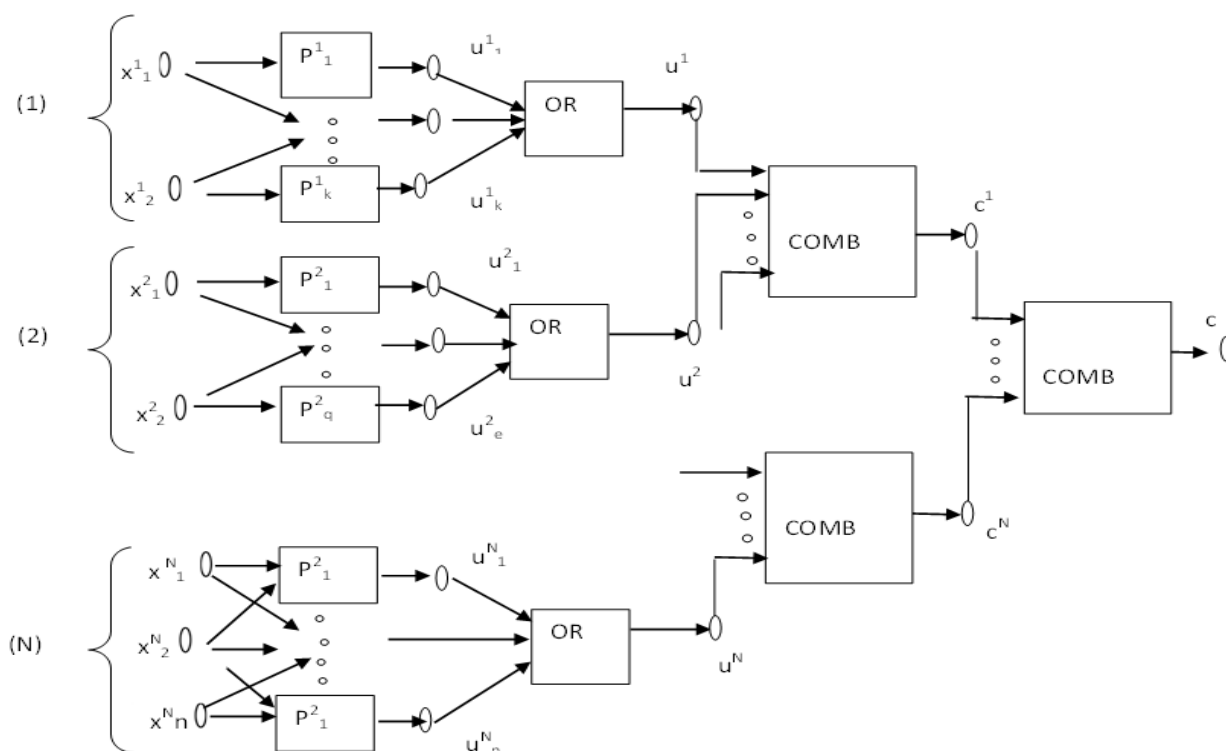 (1)
x¹₁
x¹₂
P¹₁
P¹ₖ
u¹₁
u¹ₖ
OR
u¹
(2)
x²₁
x²₂
P²₁
P²q
u²₁
u²ₑ
OR
u²
COMB
c¹
COMB
c
(N)
xᴺ₁
xᴺ₂
xᴺn
P²₁
P²₁
uᴺ₁
uᴺₙ
OR
uᴺ
COMB
cᴺ